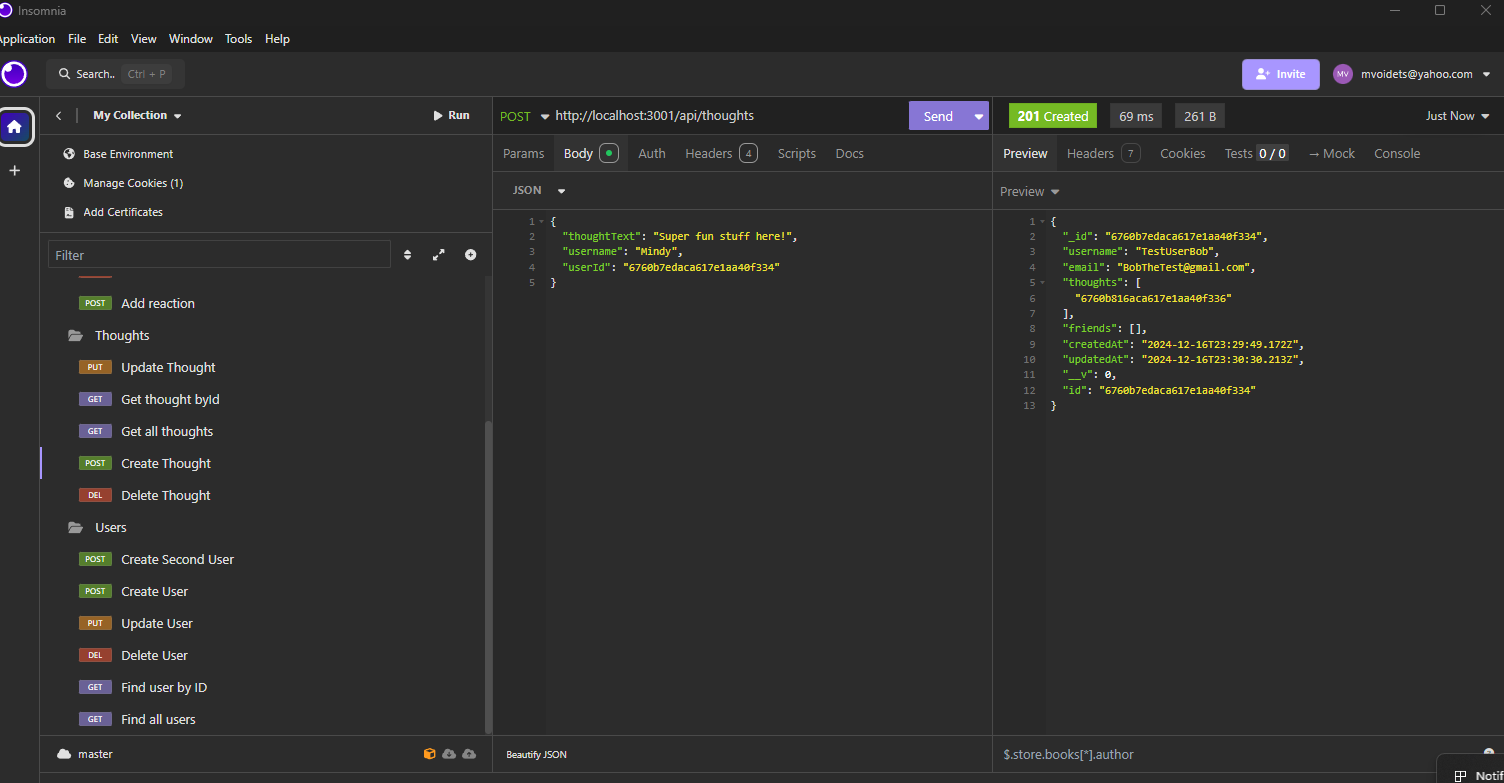 Insomnia
Application File Edit View Window Tools Help
Search.. Ctrl + P
Invite
MV mvoidets@yahoo.com
My Collection
Run
Base Environment
Manage Cookies (1)
Add Certificates
Filter
POST Add reaction
Thoughts
PUT Update Thought
GET Get thought byId
GET Get all thoughts
POST Create Thought
DEL Delete Thought
Users
POST Create Second User
POST Create User
PUT Update User
DEL Delete User
GET Find user by ID
GET Find all users
master
POST http://localhost:3001/api/thoughts Send
Params Body Auth Headers 4 Scripts Docs
JSON
1 {
2 "thoughtText": "Super fun stuff here!",
3 "username": "Mindy",
4 "userId": "6760b7edaca617e1aa40f334"
5 }
Beautify JSON
201 Created 69 ms 261 B Just Now
Preview Headers 7 Cookies Tests 0 / 0 → Mock Console
Preview
1 {
2 "_id": "6760b7edaca617e1aa40f334",
3 "username": "TestUserBob",
4 "email": "BobTheTest@gmail.com",
5 "thoughts": [
6 "6760b816aca617e1aa40f336"
7 ],
8 "friends": [],
9 "createdAt": "2024-12-16T23:29:49.172Z",
10 "updatedAt": "2024-12-16T23:30:30.213Z",
11 "__v": 0,
12 "id": "6760b7edaca617e1aa40f334"
13 }
$.store.books[*].author
Notif